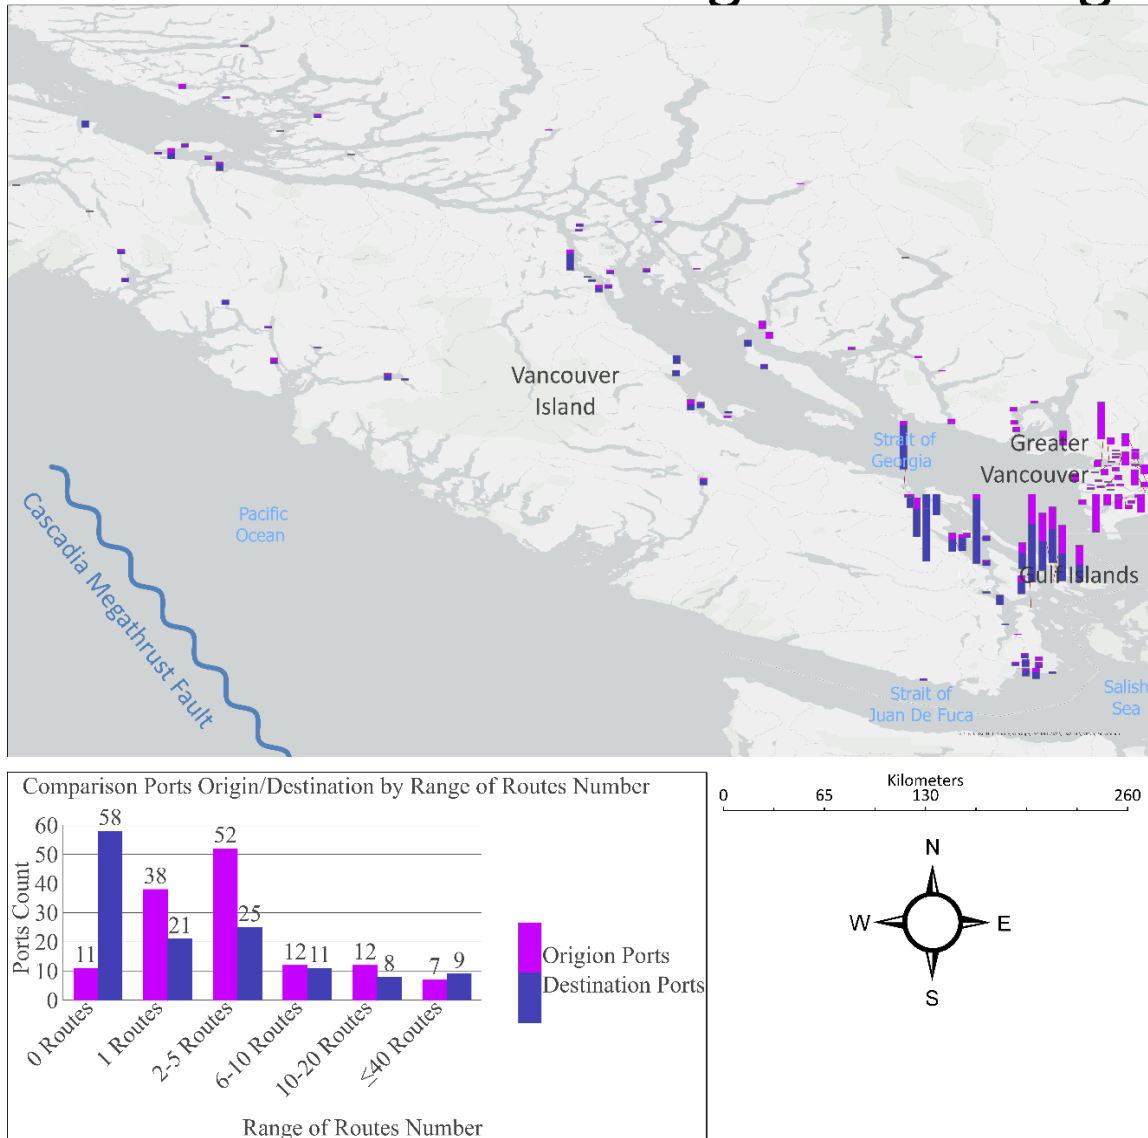 Vancouver
Island
Strait of
Georgia
Greater
Vancouver
Pacific
Ocean
Cascadia Megathrust Fault
Gulf Islands
Strait of
Juan De Fuca
Salish
Sea
Comparison Ports Origin/Destination by Range of Routes Number
Ports Count
60
50
40
30
20
10
0
11
58
38
21
52
25
12
11
12
8
7
9
0 Routes
1 Routes
2-5 Routes
6-10 Routes
10-20 Routes
≤40 Routes
Range of Routes Number
Origion Ports
Destination Ports
Kilometers
0 65 130 260
N
W E
S